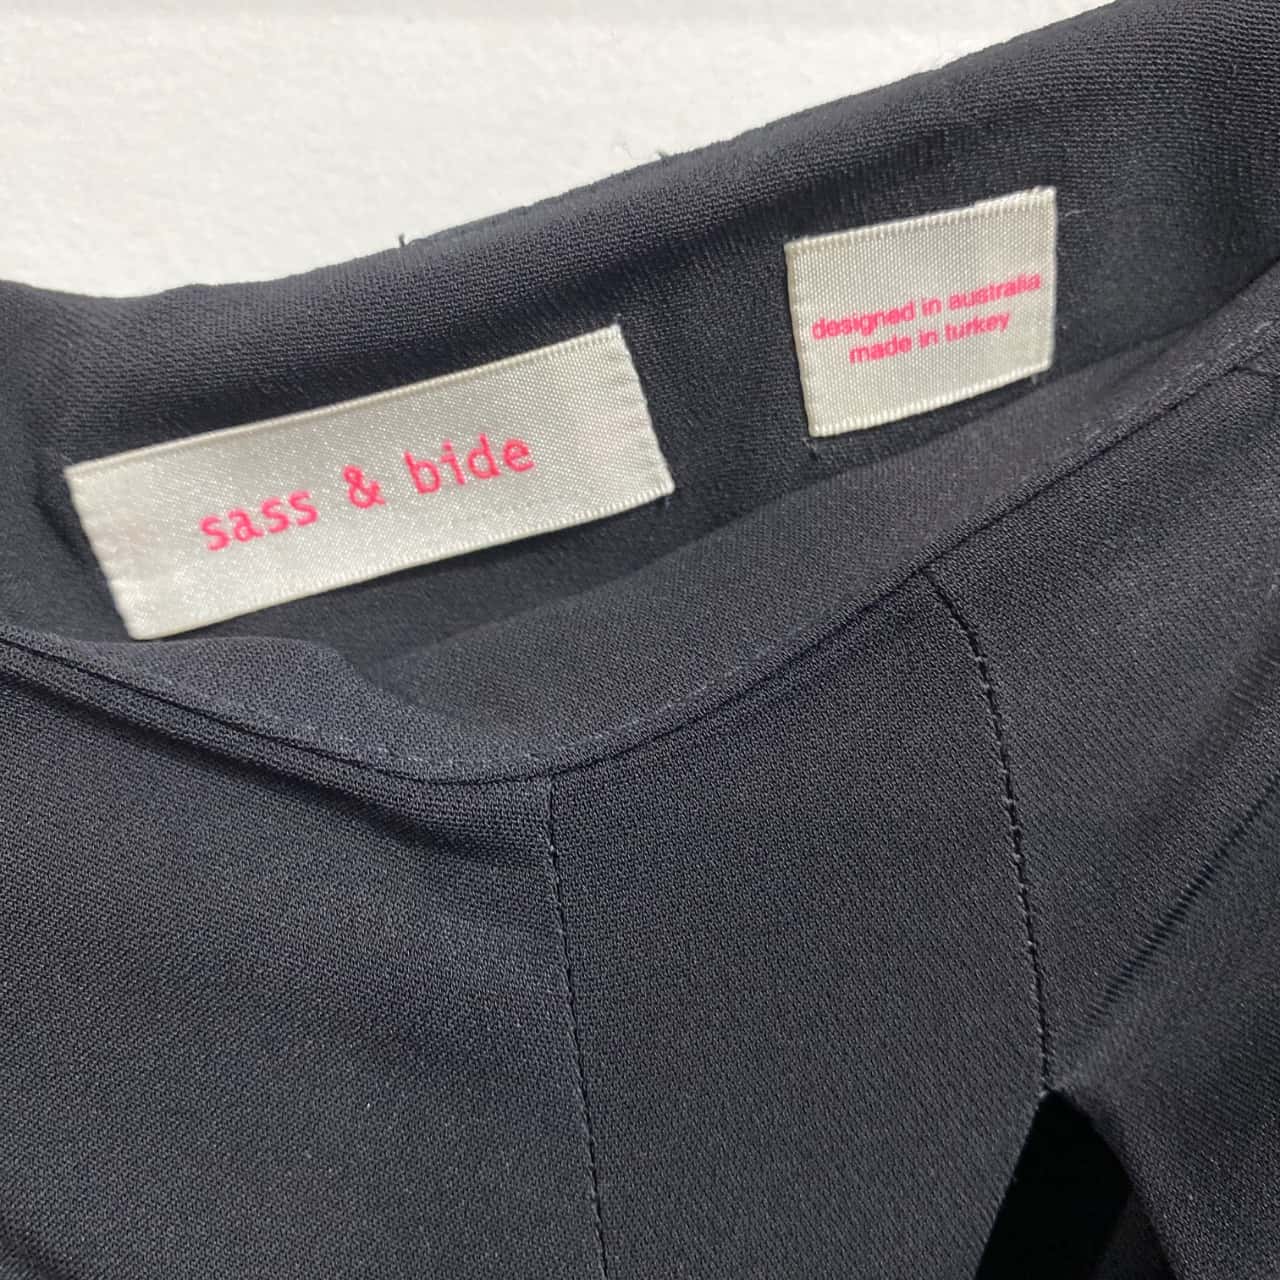 sass & bide
designed in australia
made in turkey